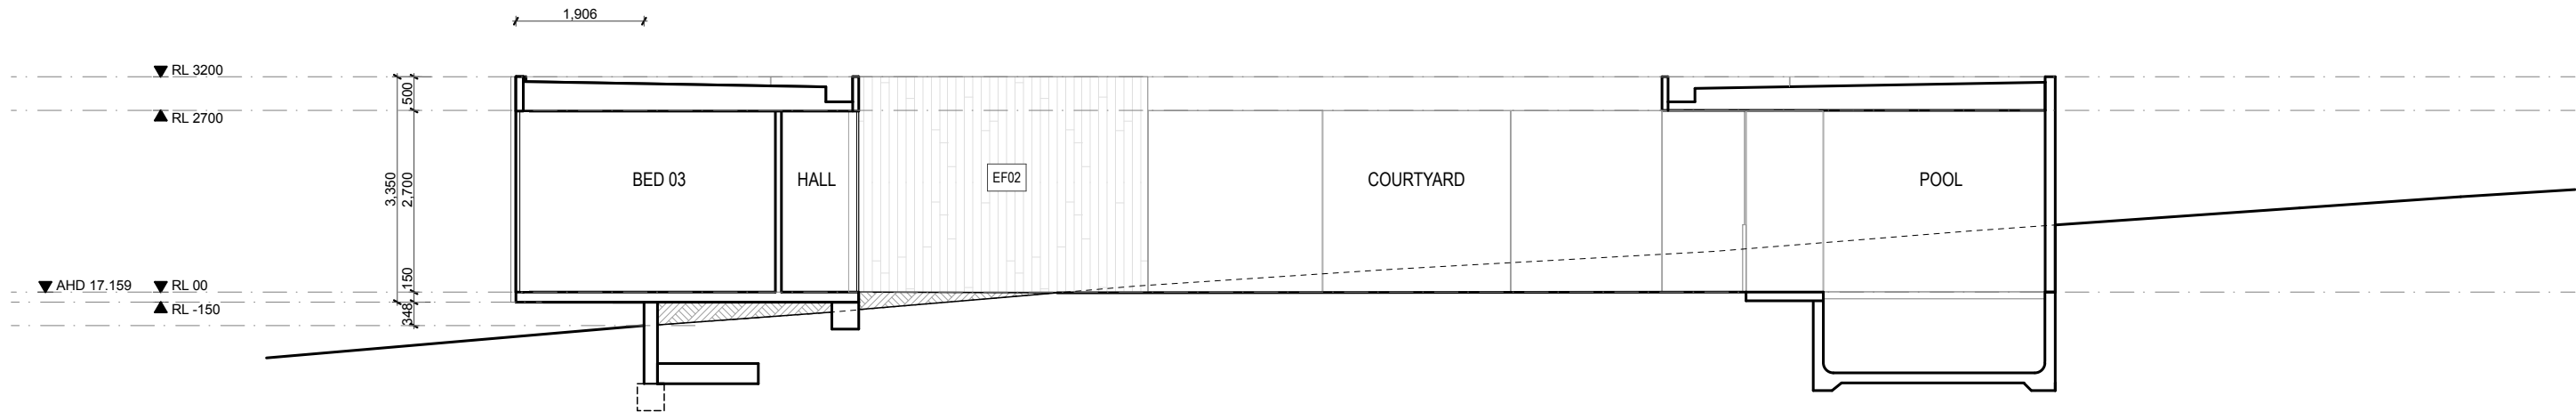 1,906
RL 3200
RL 2700
500
3,350
2,700
BED 03
HALL
EF02
COURTYARD
POOL
AHD 17.159
RL 00
150
RL -150
348